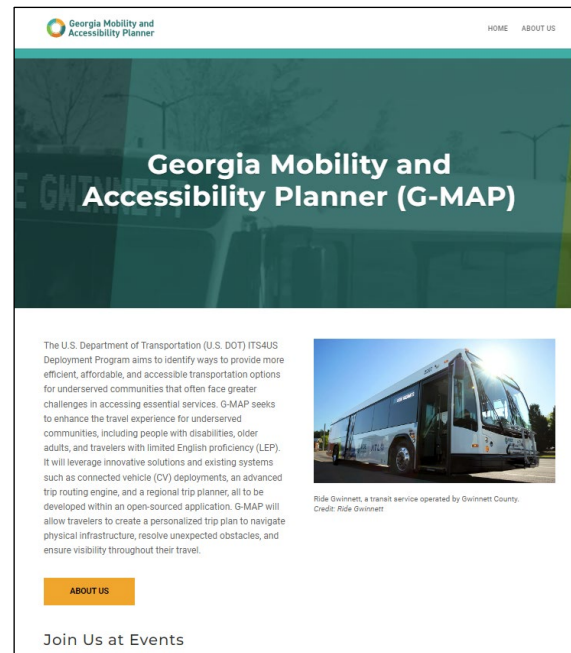 Georgia Mobility and
Accessibility Planner
HOME ABOUT US
E GWINNETT
Georgia Mobility and
Accessibility Planner (G-MAP)
The U.S. Department of Transportation (U.S. DOT) ITS4US
Deployment Program aims to identify ways to provide more
efficient, affordable, and accessible transportation options
for underserved communities that often face greater
challenges in accessing essential services. G-MAP seeks
to enhance the travel experience for underserved
communities, including people with disabilities, older
adults, and travelers with limited English proficiency (LEP).
It will leverage innovative solutions and existing systems
such as connected vehicle (CV) deployments, an advanced
trip routing engine, and a regional trip planner, all to be
developed within an open-sourced application. G-MAP will
allow travelers to create a personalized trip plan to navigate
physical infrastructure, resolve unexpected obstacles, and
ensure visibility throughout their travel.
Ride Gwinnett, a transit service operated by Gwinnett County.
Credit: Ride Gwinnett
ABOUT US
Join Us at Events